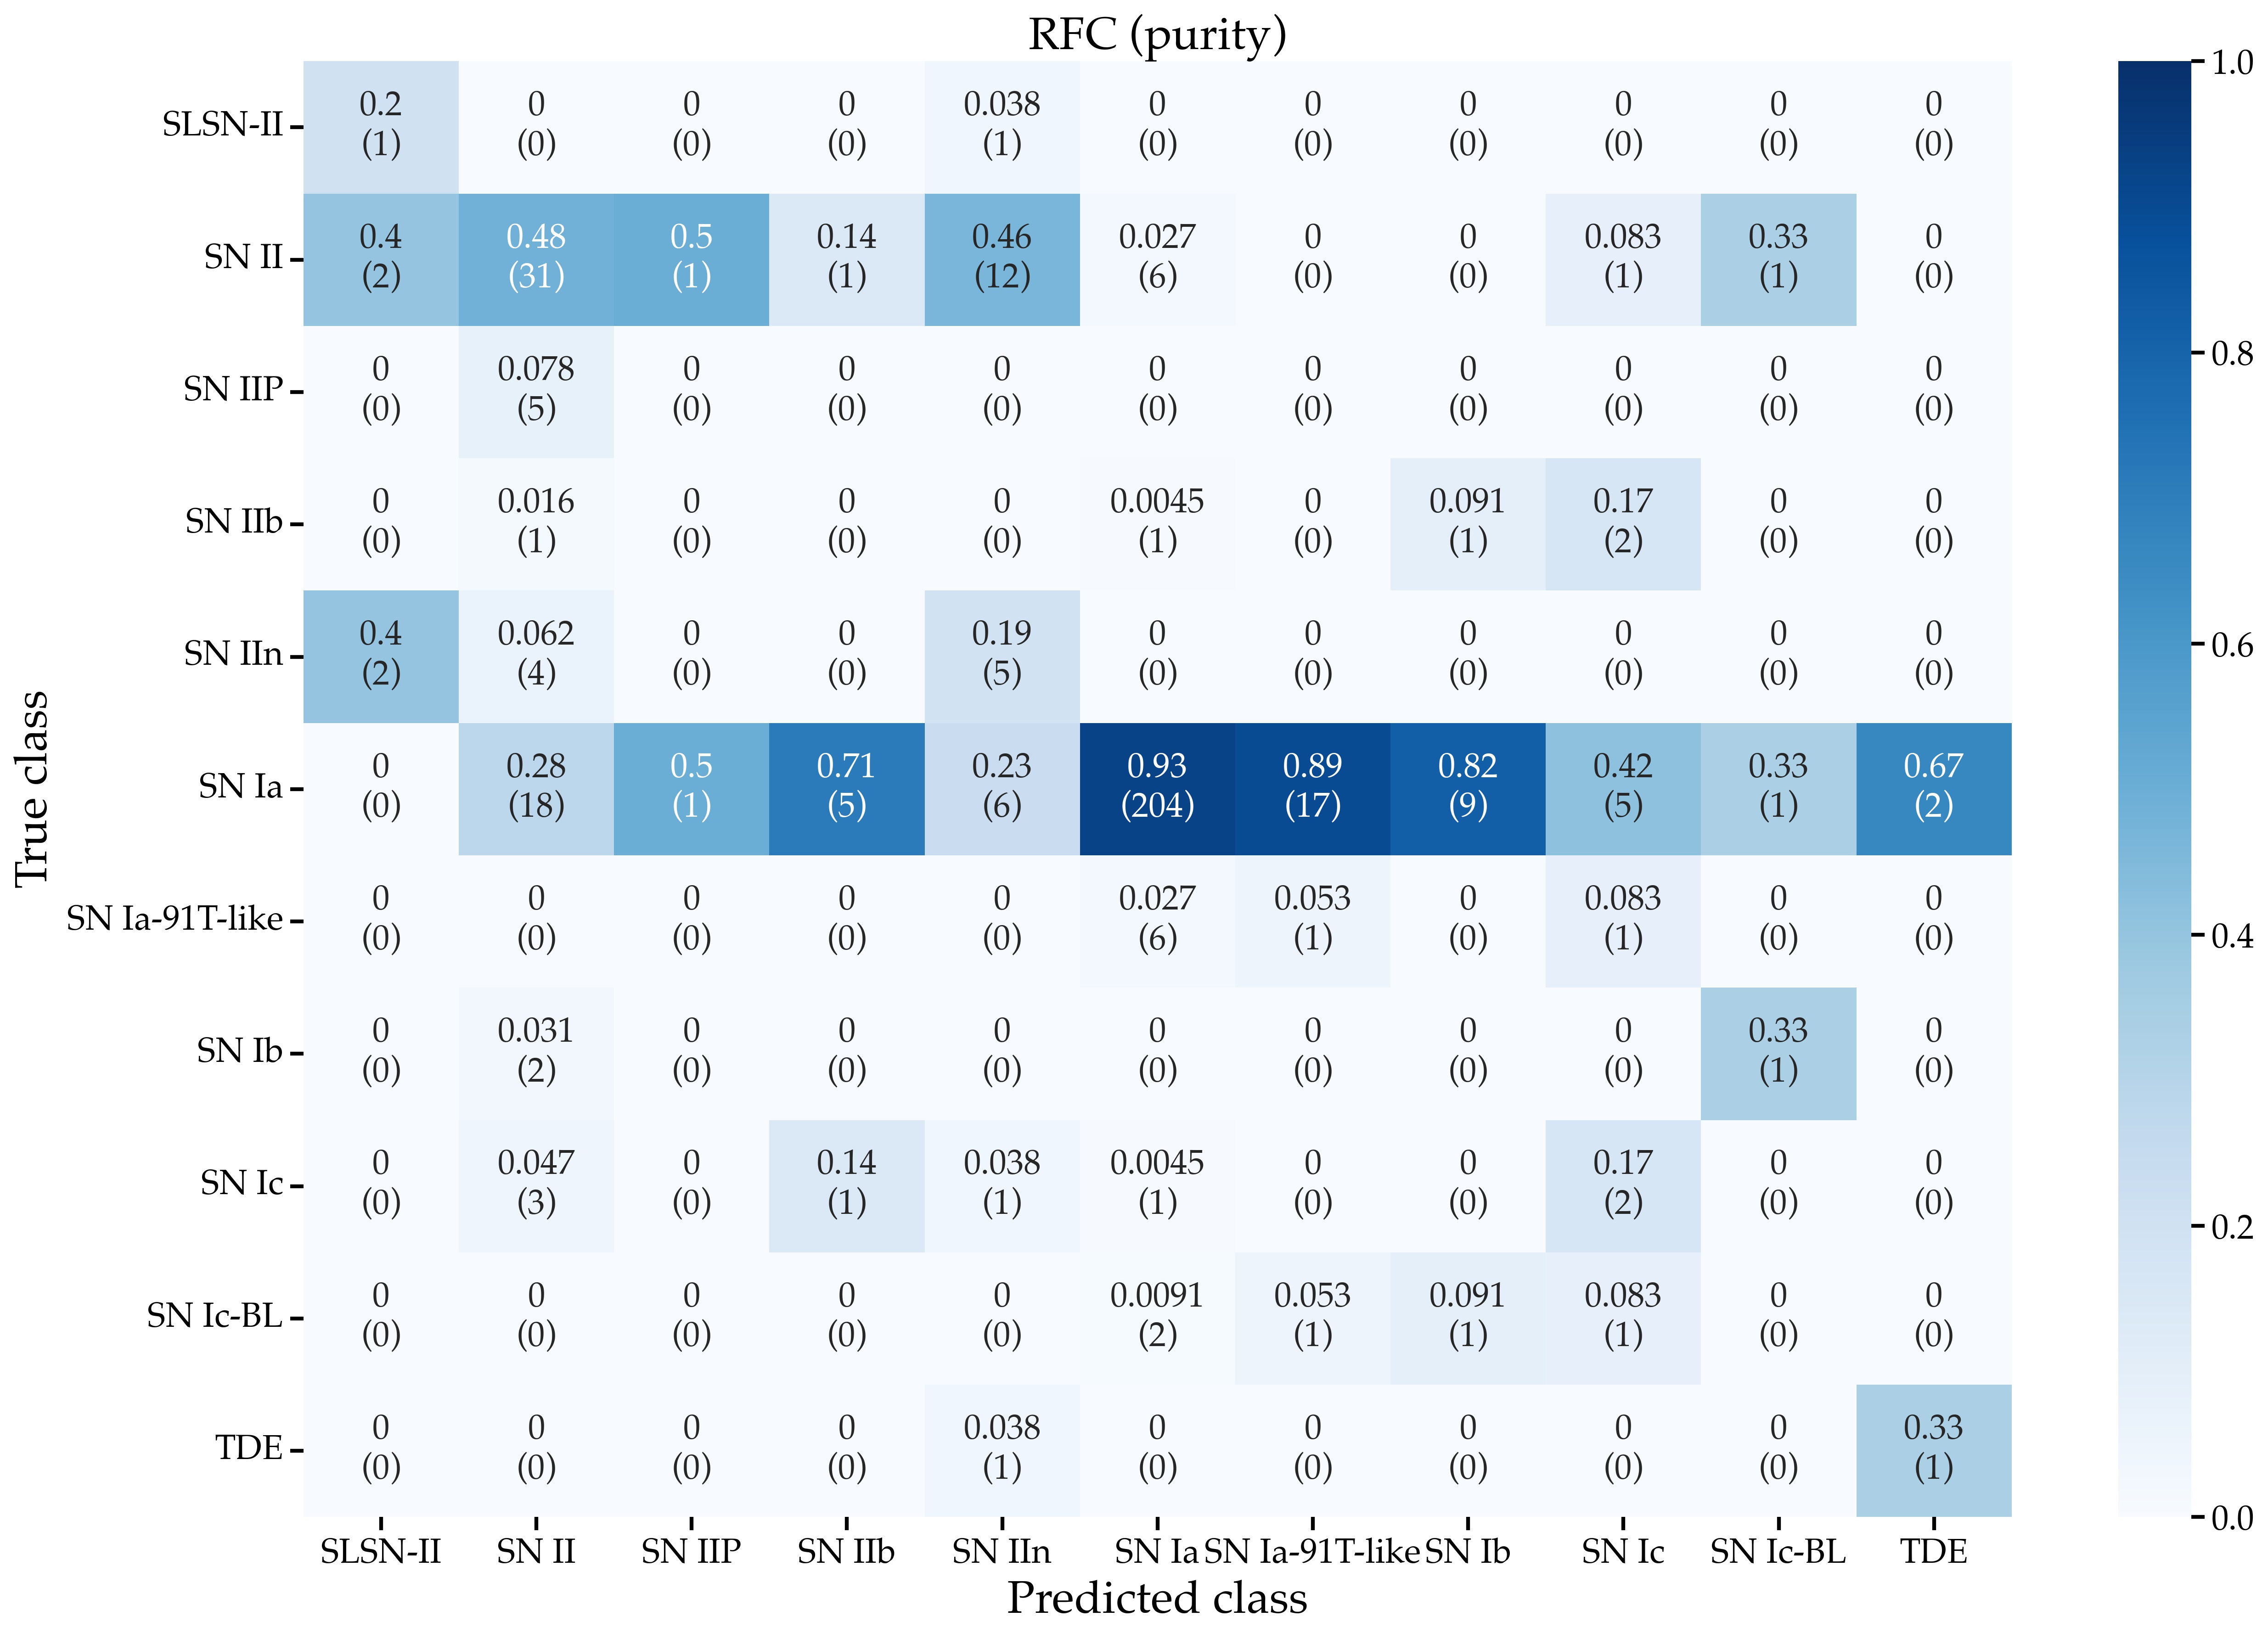 RFC (purity)
1.0
SLSN-II 0.2 0 0 0 0.038 0 0 0 0 0 0
(1) (0) (0) (0) (1) (0) (0) (0) (0) (0) (0)
SN II 0.4 0.48 0.5 0.14 0.46 0.027 0 0 0.083 0.33 0
(2) (31) (1) (1) (12) (6) (0) (0) (1) (1) (0)
0.8
SN IIP 0 0.078 0 0 0 0 0 0 0 0 0
(0) (5) (0) (0) (0) (0) (0) (0) (0) (0) (0)
SN IIb 0 0.016 0 0 0 0.0045 0 0.091 0.17 0 0
(0) (1) (0) (0) (0) (1) (0) (1) (2) (0) (0)
SN IIn 0.4 0.062 0 0 0.19 0 0 0 0 0 0
(2) (4) (0) (0) (5) (0) (0) (0) (0) (0) (0)
0.6
True class
SN Ia 0 0.28 0.5 0.71 0.23 0.93 0.89 0.82 0.42 0.33 0.67
(0) (18) (1) (5) (6) (204) (17) (9) (5) (1) (2)
SN Ia-91T-like 0 0 0 0 0 0.027 0.053 0 0.083 0 0
(0) (0) (0) (0) (0) (6) (1) (0) (1) (0) (0)
0.4
SN Ib 0 0.031 0 0 0 0 0 0 0 0.33 0
(0) (2) (0) (0) (0) (0) (0) (0) (0) (1) (0)
SN Ic 0 0.047 0 0.14 0.038 0.0045 0 0 0.17 0 0
(0) (3) (0) (1) (1) (1) (0) (0) (2) (0) (0)
0.2
SN Ic-BL 0 0 0 0 0 0.0091 0.053 0.091 0.083 0 0
(0) (0) (0) (0) (0) (2) (1) (1) (1) (0) (0)
TDE 0 0 0 0 0.038 0 0 0 0 0 0.33
(0) (0) (0) (0) (1) (0) (0) (0) (0) (0) (1)
0.0
SLSN-II SN II SN IIP SN IIb SN IIn SN Ia SN Ia-91T-like SN Ib SN Ic SN Ic-BL TDE
Predicted class